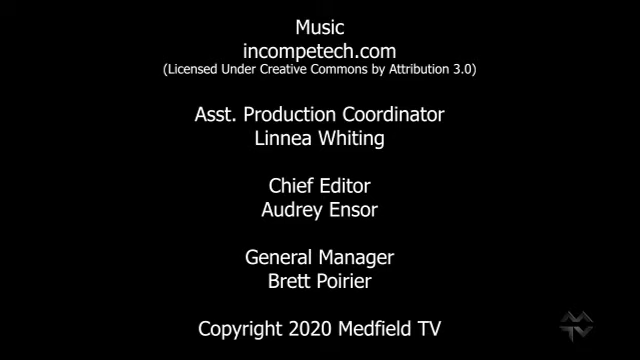 Music
incompetech.com
(Licensed Under Creative Commons by Attribution 3.0)
Asst. Production Coordinator
Linnea Whiting
Chief Editor
Audrey Ensor
General Manager
Brett Poirier
Copyright 2020 Medfield TV
M
TV